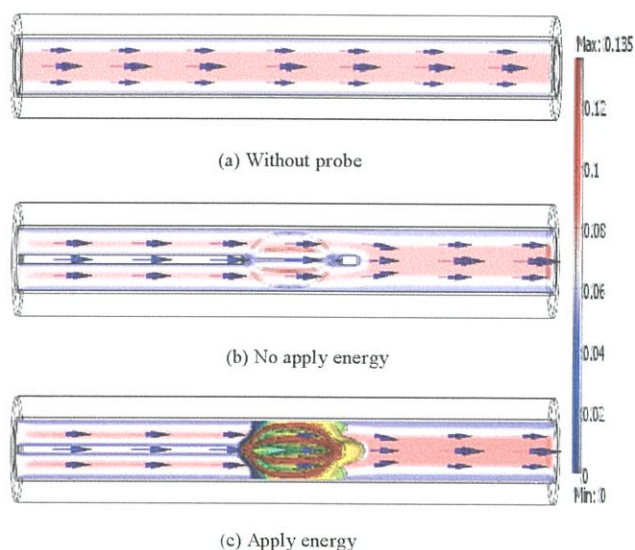 Max: 0.135
0.12
0.1
(a) Without probe
0.08
0.06
(b) No apply energy
0.04
0.02
0
Min: 0
(c) Apply energy